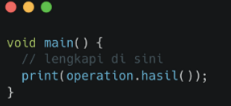 void main() {
  // lengkapi di sini
  print(operation.hasil());
}